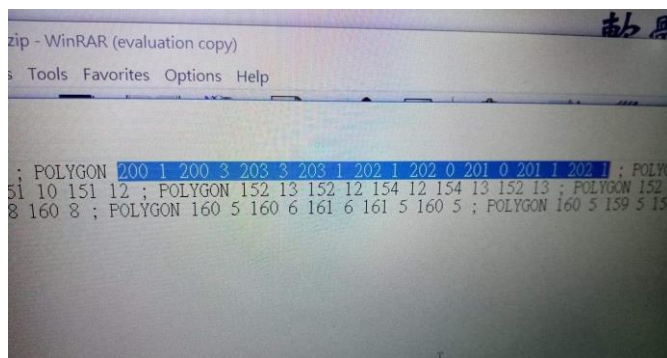 zip - WinRAR (evaluation copy)
s Tools Favorites Options Help
; POLYGON 200 1 200 3 203 3 203 1 202 1 202 0 201 0 201 1 202 1 ; POLY
51 10 151 12 ; POLYGON 152 13 152 12 154 12 154 13 152 13 ; POLYGON 152
8 160 8 ; POLYGON 160 5 160 6 161 6 161 5 160 5 ; POLYGON 160 5 159 5 15